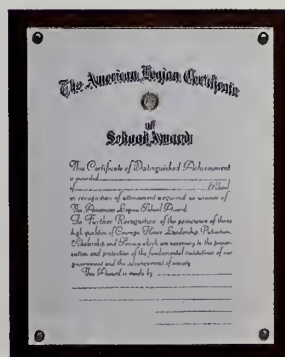 The American Legion Certificate
of
School Award
This Certificate of Distinguished Achievement
is awarded
of School
in recognition of attainment acquired as winner of
The American Legion School Award.
In Further Recognition of the possession of those
high qualities of Courage Honor Leadership Patriotism
Scholarship and Service which are necessary to the preser-
vation and protection of the fundamental institutions of our
government and the advancement of society
This Award is made by